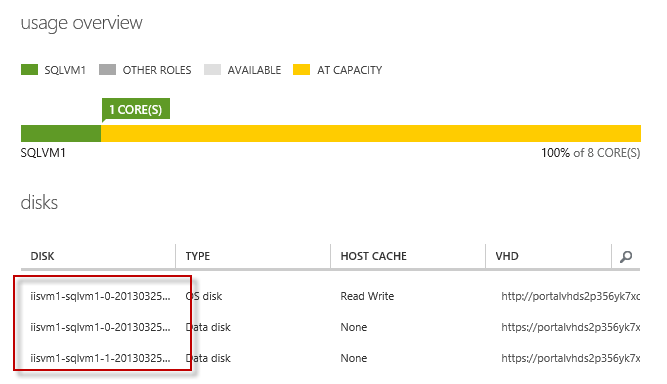 usage overview
SQLVM1 OTHER ROLES AVAILABLE AT CAPACITY
1 CORE(S)
SQLVM1 100% of 8 CORE(S)
disks
DISK TYPE HOST CACHE VHD
iisvm1-sqlvm1-0-20130325... OS disk Read Write http://portalvhds2p356yk7xc
iisvm1-sqlvm1-0-20130325... Data disk None https://portalvhds2p356yk7x
iisvm1-sqlvm1-1-20130325... Data disk None https://portalvhds2p356yk7x